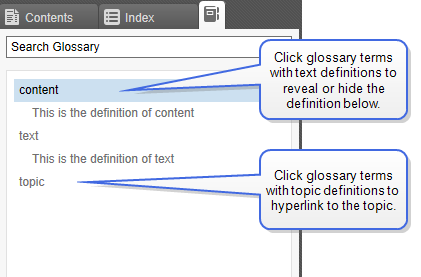 Contents
Index
Search Glossary
content
This is the definition of content
text
This is the definition of text
topic
Click glossary terms
with text definitions to
reveal or hide the
definition below.
Click glossary terms
with topic definitions to
hyperlink to the topic.